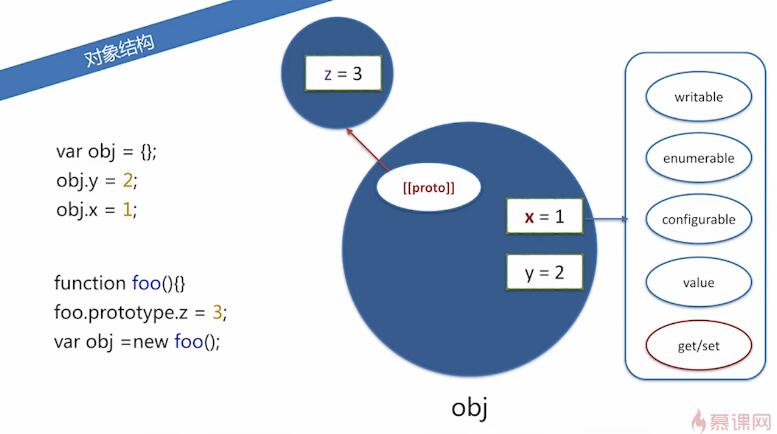 对象结构
z = 3
var obj = {};
obj.y = 2;
obj.x = 1;
function foo(){}
foo.prototype.z = 3;
var obj =new foo();
[[proto]]
x = 1
y = 2
obj
writable
enumerable
configurable
value
get/set
慕课网